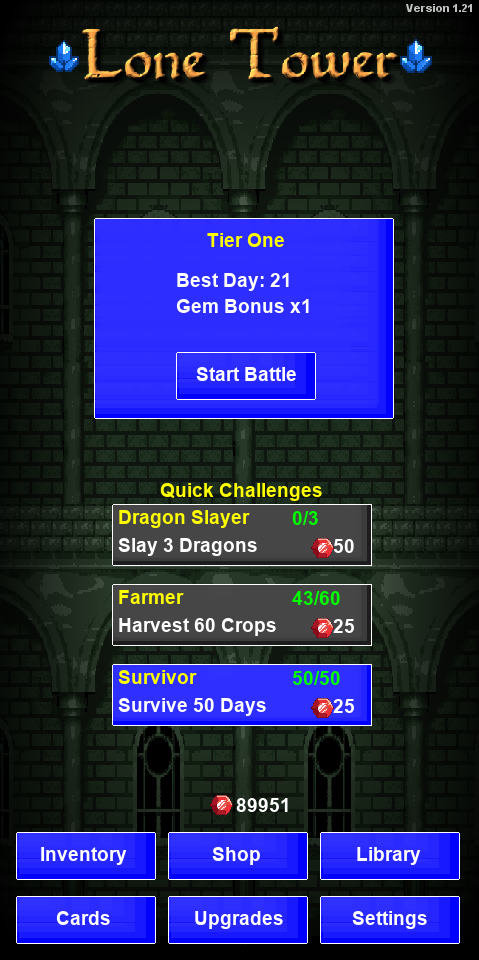 Version 1.21
Lone Tower
Tier One
Best Day: 21
Gem Bonus x1
Start Battle
Quick Challenges
Dragon Slayer 0/3
Slay 3 Dragons 50
Farmer 43/60
Harvest 60 Crops 25
Survivor 50/50
Survive 50 Days 25
89951
Inventory Shop Library
Cards Upgrades Settings